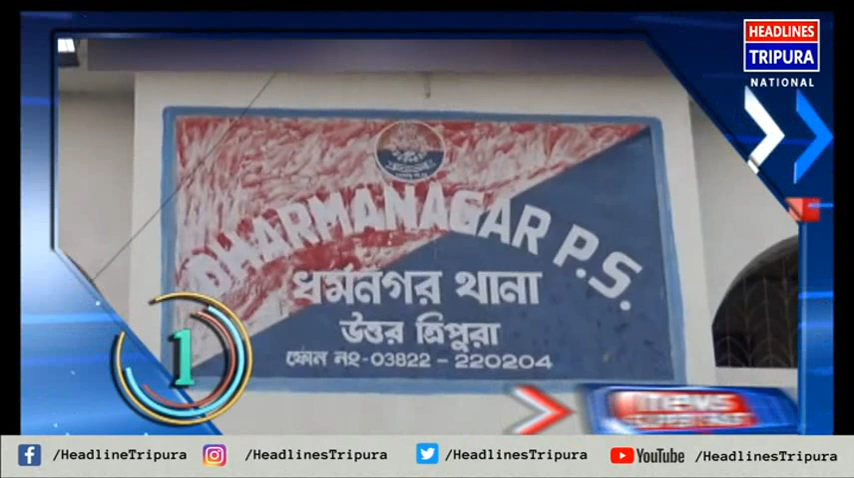 HEADLINES
TRIPURA
NATIONAL
DHARMANAGAR P.S.
ধর্মনগর থানা
উত্তর ত্রিপুরা
ফোন নং-03822 - 220204
1
news
/HeadlineTripura
/HeadlinesTripura
/HeadlinesTripura
YouTube /HeadlinesTripura